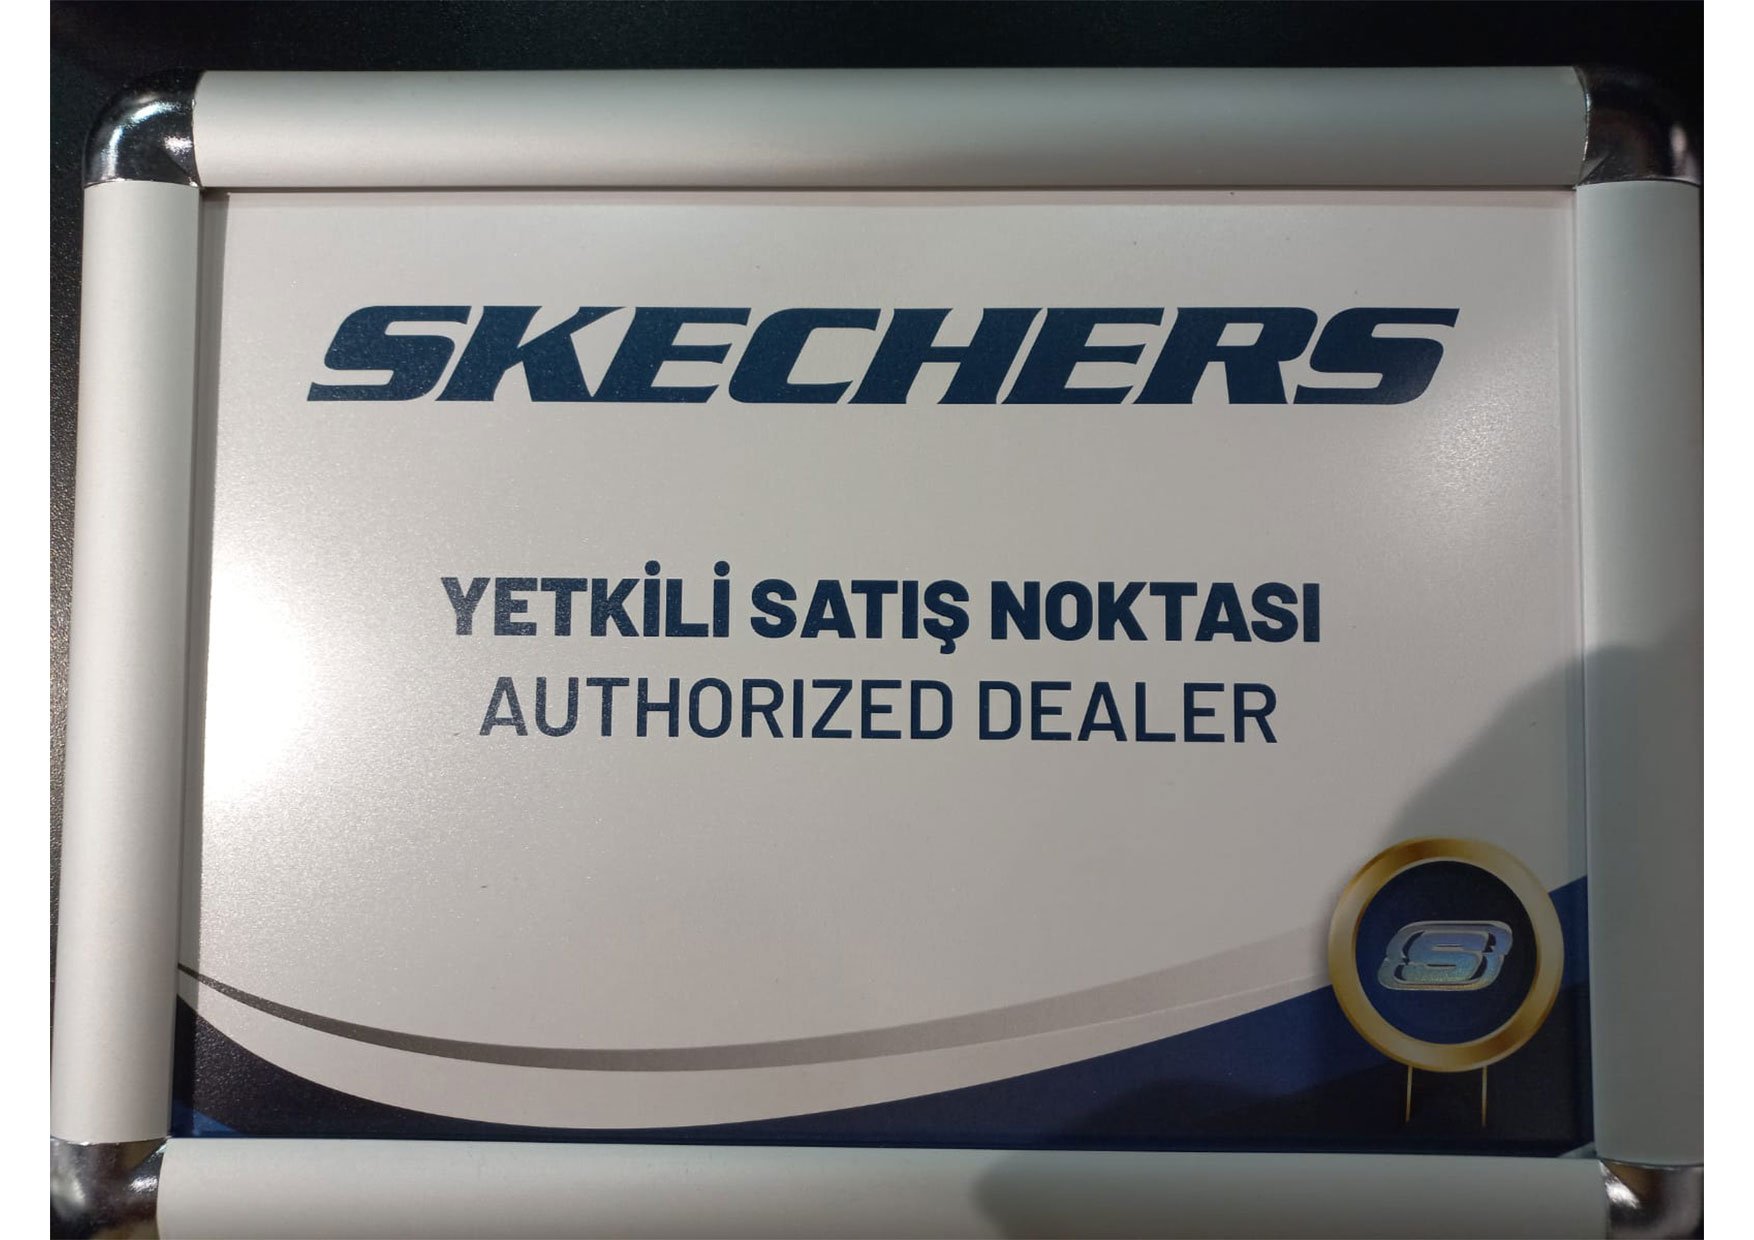 SKECHERS
YETKİLİ SATIŞ NOKTASI
AUTHORIZED DEALER
S